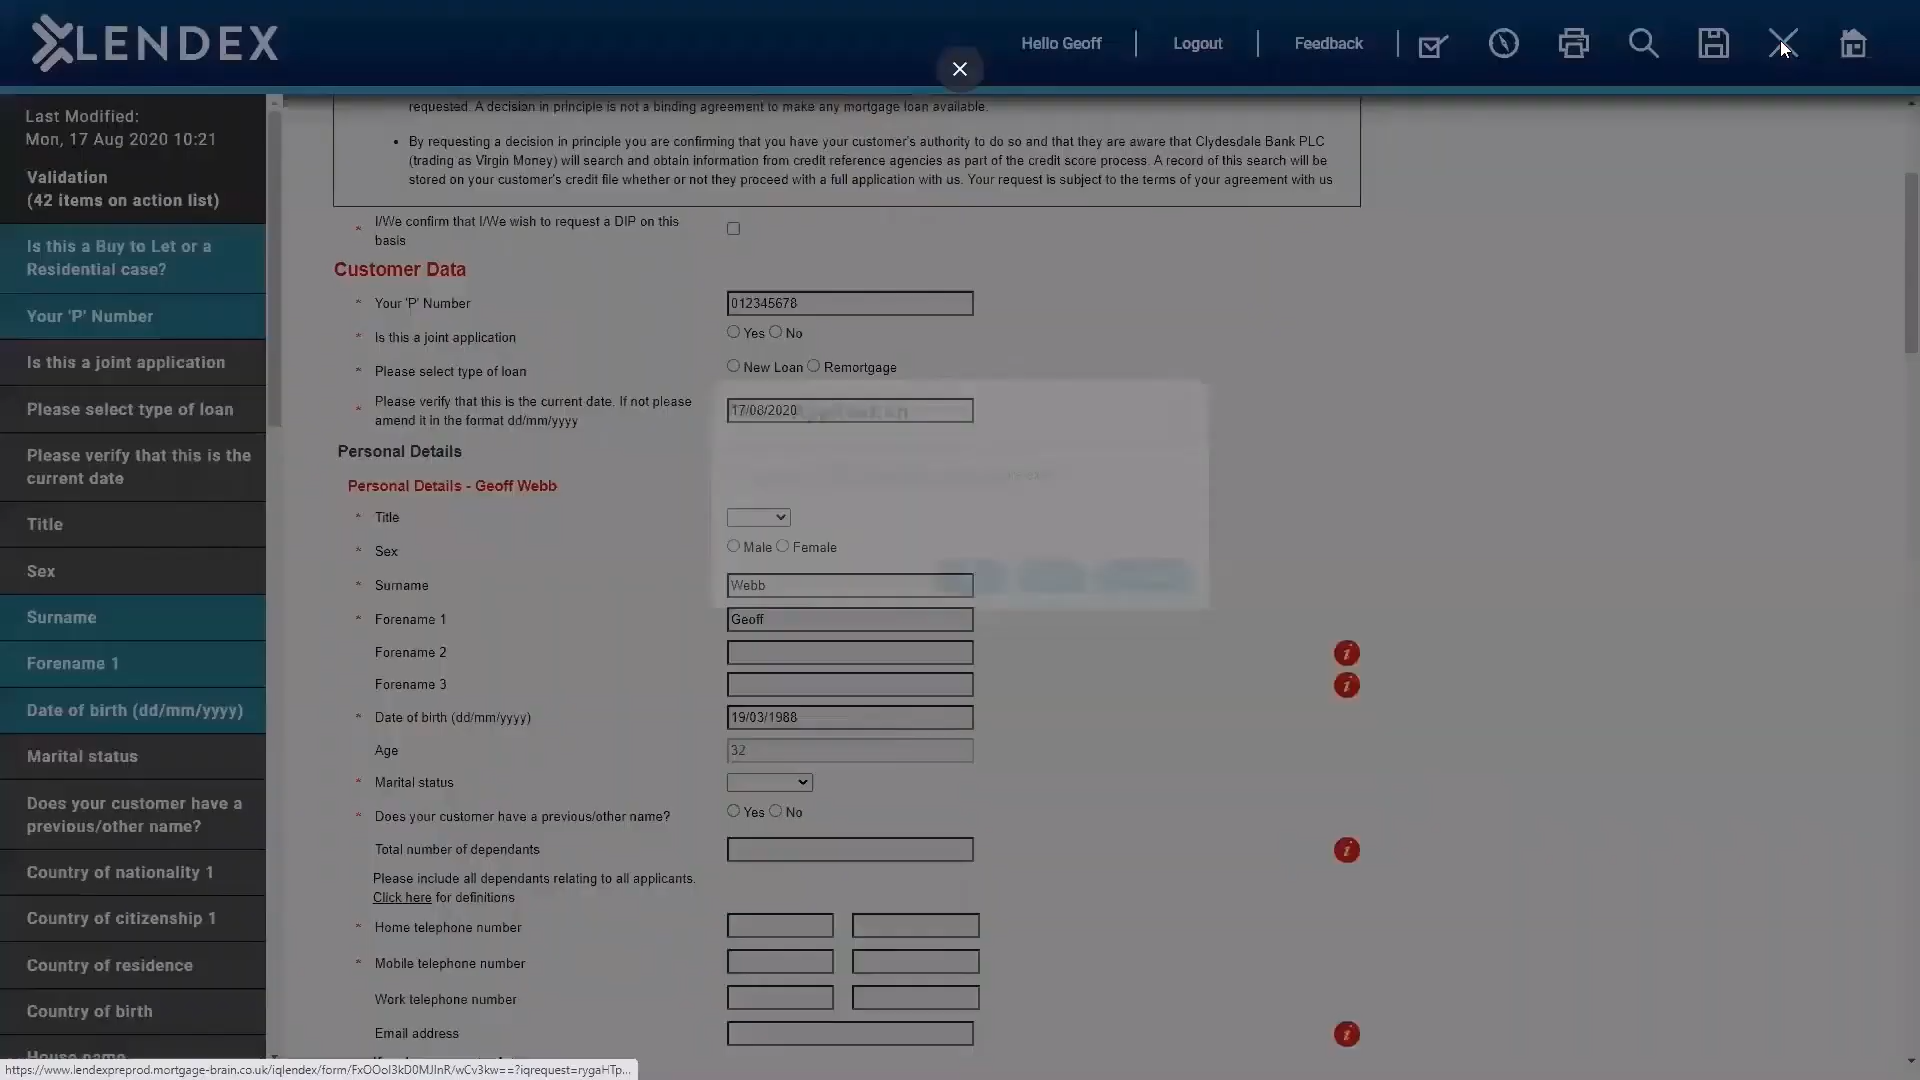 LENDEX
Hello Geoff
Logout
Feedback
Last Modified:
Mon, 17 Aug 2020 10:21
Validation
(42 items on action list)
Is this a Buy to Let or a
Residential case?
Your 'P' Number
Is this a joint application
Please select type of loan
Please verify that this is the
current date
Title
Sex
Surname
Forename 1
Date of birth (dd/mm/yyyy)
Marital status
Does your customer have a
previous/other name?
Country of nationality 1
Country of citizenship 1
Country of residence
Country of birth
House name
requested. A decision in principle is not a binding agreement to make any mortgage loan available.
• By requesting a decision in principle you are confirming that you have your customer's authority to do so and that they are aware that Clydesdale Bank PLC
(trading as Virgin Money) will search and obtain information from credit reference agencies as part of the credit score process. A record of this search will be
stored on your customer's credit file whether or not they proceed with a full application with us. Your request is subject to the terms of your agreement with us
* I/We confirm that I/We wish to request a DIP on this
basis
Customer Data
* Your 'P' Number 012345678
* Is this a joint application Yes No
* Please select type of loan New Loan Remortgage
* Please verify that this is the current date. If not please
amend it in the format dd/mm/yyyy 17/08/2020
Personal Details
Personal Details - Geoff Webb
* Title
* Sex Male Female
* Surname Webb
* Forename 1 Geoff
Forename 2
Forename 3
* Date of birth (dd/mm/yyyy) 19/03/1988
Age 32
* Marital status
* Does your customer have a previous/other name? Yes No
Total number of dependants
Please include all dependants relating to all applicants.
Click here for definitions
* Home telephone number
* Mobile telephone number
Work telephone number
Email address
https://www.lendexpreprod.mortgage-brain.co.uk/iqlendex/form/FxOOoI3kD0MJInR/wCv3kw==?iqrequest=rygaHTp...